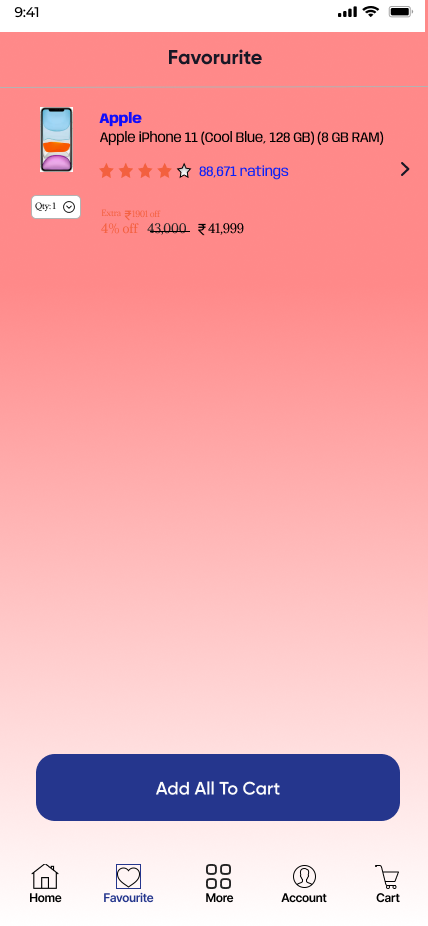 9:41
Favorurite
Apple
Apple iPhone 11 (Cool Blue, 128 GB) (8 GB RAM)
88,671 ratings
Qty:1
Extra ₹1901 off
4% off 43,000 ₹41,999
Add All To Cart
Home Favourite More Account Cart